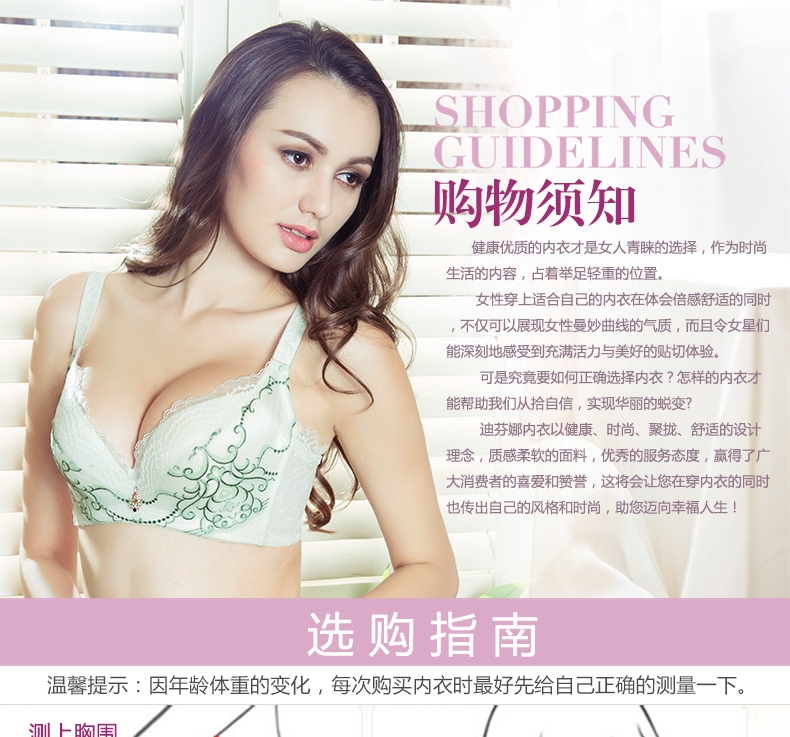 SHOPPING
GUIDELINES
购物须知
健康优质的内衣才是女人青睐的选择，作为时尚
生活的内容，占着举足轻重的位置。
女性穿上适合自己的内衣在体会倍感舒适的同时
，不仅可以展现女性曼妙曲线的气质，而且令女星们
能深刻地感受到充满活力与美好的贴切体验。
可是究竟要如何正确选择内衣？怎样的内衣才
能帮助我们从拾自信，实现华丽的蜕变?
迪芬娜内衣以健康、时尚、聚拢、舒适的设计
理念，质感柔软的面料，优秀的服务态度，赢得了广
大消费者的喜爱和赞誉，这将会让您在穿内衣的同时
也传出自己的风格和时尚，助您迈向幸福人生！
选购指南
温馨提示：因年龄体重的变化，每次购买内衣时最好先给自己正确的测量一下。
测上胸围